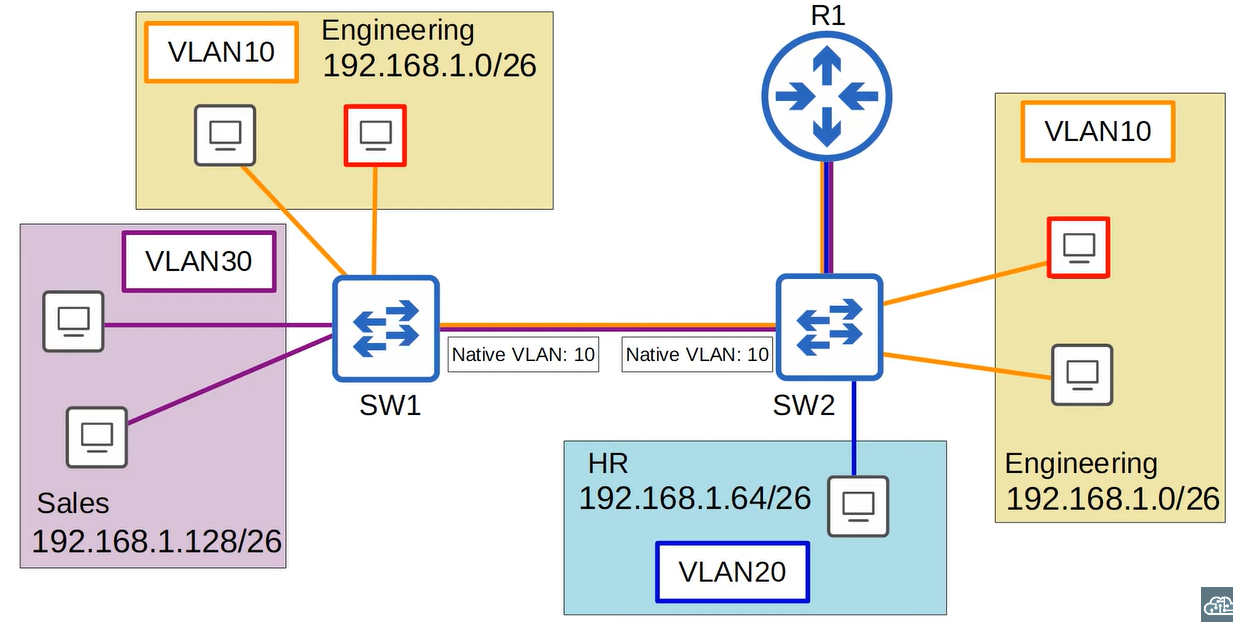 R1
VLAN10
Engineering
192.168.1.0/26
VLAN10
VLAN30
Native VLAN: 10
Native VLAN: 10
SW1
SW2
HR
192.168.1.64/26
VLAN20
Engineering
192.168.1.0/26
Sales
192.168.1.128/26